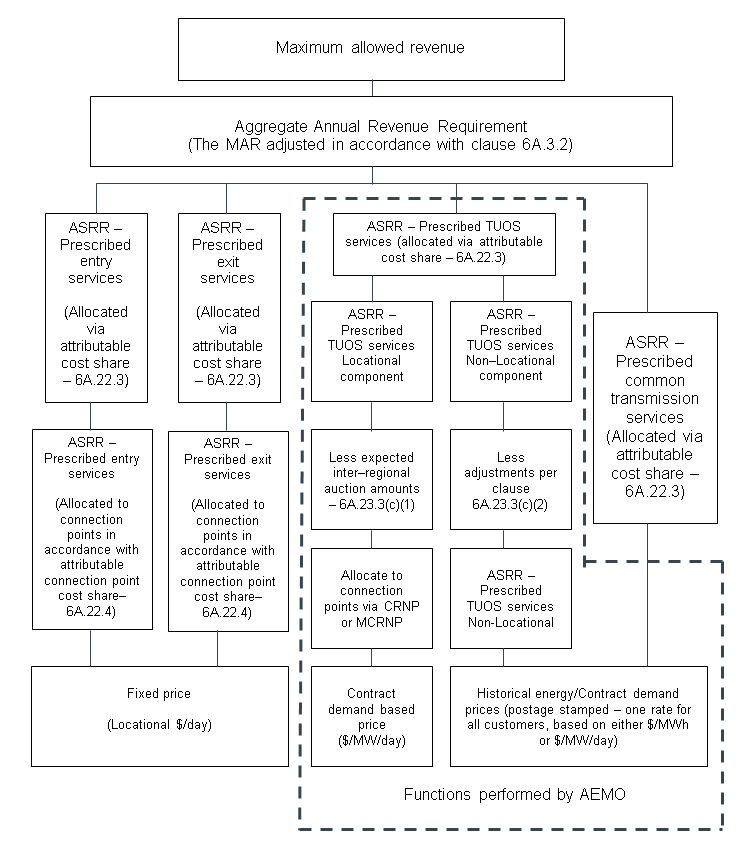 Maximum allowed revenue
Aggregate Annual Revenue Requirement
(The MAR adjusted in accordance with clause 6A.3.2)
ASRR –
Prescribed
entry
services
(Allocated
via
attributable
cost share
– 6A.22.3)
ASRR –
Prescribed
exit
services
(Allocated
via
attributable
cost share
– 6A.22.3)
ASRR – Prescribed TUOS
services (allocated via attributable
cost share – 6A.22.3)
ASRR –
Prescribed
TUOS services
Locational
component
ASRR –
Prescribed
TUOS services
Non–Locational
component
ASRR –
Prescribed
common
transmission
services
(Allocated via
attributable
cost share –
6A.22.3)
ASRR –
Prescribed entry
services
(Allocated to
connection
points in
accordance with
attributable
connection point
cost share–
6A.22.4)
ASRR –
Prescribed exit
services
(Allocated to
connection
points in
accordance with
attributable
connection point
cost share–
6A.22.4)
Less expected
inter–regional
auction amounts
– 6A.23.3(c)(1)
Less
adjustments per
clause
6A.23.3(c)(2)
Allocate to
connection
points via CRNP
or MCRNP
ASRR –
Prescribed
TUOS services
Non-Locational
Fixed price
(Locational $/day)
Contract
demand based
price
($/MW/day)
Historical energy/Contract demand
prices (postage stamped – one rate for
all customers, based on either $/MWh
or $/MW/day)
Functions performed by AEMO